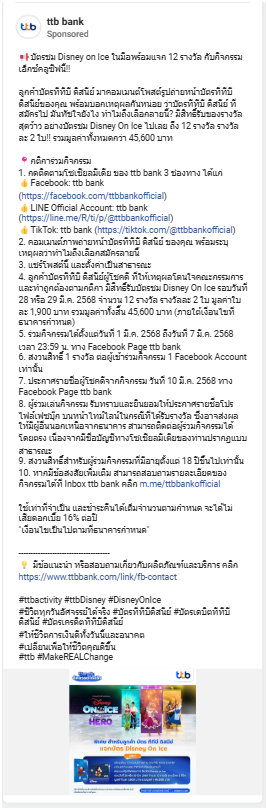 ttb bank
Sponsored
📢 บัตรชม Disney on Ice ในมือพร้อมแจก 12 รางวัล กับกิจกรรม
เอ็กซ์คลูซีฟนี้!!
ลูกค้าบัตรทีทีบี ดิสนีย์ มาคอมเมนต์โพสต์รูปถ่ายหน้าบัตรทีทีบี
ดิสนีย์ของคุณ พร้อมบอกเหตุผลกันหน่อย ว่าบัตรทีทีบี ดิสนีย์ ที่
สมัครไป มันทัชใจยังไง ทำไมถึงเลือกลายนี้? มีสิทธิ์รับของรางวัล
สุดว้าว อย่างบัตรชม Disney On Ice ไปเลย ถึง 12 รางวัล รางวัล
ละ 2 ใบ!! รวมมูลค่าทั้งหมดกว่า 45,600 บาท
📍 กติการ่วมกิจกรรม
1. กดติดตามโซเชียลมีเดีย ของ ttb bank 3 ช่องทาง ได้แก่
👍 Facebook: ttb bank
(https://facebook.com/ttbbankofficial)
👍 LINE Official Account: ttb bank
(https://line.me/R/ti/p/@ttbbankofficial)
👍 TikTok: ttb bank (https://tiktok.com/@ttbbankofficial)
2. คอมเมนต์ภาพถ่ายหน้าบัตรทีทีบี ดิสนีย์ ของคุณ พร้อมระบุ
เหตุผลว่าทำไมถึงเลือกสมัครลายนี้
3. แชร์โพสต์นี้ และตั้งค่าเป็นสาธารณะ
4. ลูกค้าบัตรทีทีบี ดิสนีย์ผู้โชคดี ที่ให้เหตุผลโดนใจคณะกรรมการ
และทำถูกต้องตามกติกา มีสิทธิ์รับบัตรชม Disney On Ice รอบวันที่
28 หรือ 29 มี.ค. 2568 จำนวน 12 รางวัล รางวัลละ 2 ใบ มูลค่าใบ
ละ 1,900 บาท รวมมูลค่าทั้งสิ้น 45,600 บาท (ภายใต้เงื่อนไขที่
ธนาคารกำหนด)
5. ร่วมกิจกรรมได้ตั้งแต่วันที่ 1 มี.ค. 2568 ถึงวันที่ 7 มี.ค. 2568
เวลา 23:59 น. ทาง Facebook Page ttb bank
6. สงวนสิทธิ์ 1 รางวัล ต่อผู้เข้าร่วมกิจกรรม 1 Facebook Account
เท่านั้น
7. ประกาศรายชื่อผู้โชคดีจากกิจกรรม วันที่ 10 มี.ค. 2568 ทาง
Facebook Page ttb bank
8. ผู้ร่วมเล่นกิจกรรม รับทราบและยินยอมให้ประกาศรายชื่อโปร
ไฟล์เฟซบุ๊ก บนหน้าไทม์ไลน์ในกรณีที่ได้รับรางวัล ซึ่งอาจส่งผล
ให้มีผู้อื่นนอกเหนือจากธนาคาร สามารถติดต่อผู้ร่วมกิจกรรมได้
โดยตรง เนื่องจากมีชื่อบัญชีทางโซเชียลมีเดียของท่านปรากฏแบบ
สาธารณะ
9. สงวนสิทธิ์สำหรับผู้ร่วมกิจกรรมที่มีอายุตั้งแต่ 18 ปีขึ้นไปเท่านั้น
10. หากมีข้อสงสัยเพิ่มเติม สามารถสอบถามรายละเอียดของ
กิจกรรมได้ที่ Inbox ttb bank คลิก m.me/ttbbankofficial
ใช้เท่าที่จำเป็น และชำระคืนได้เต็มจำนวนตามกำหนด จะได้ไม่
เสียดอกเบี้ย 16% ต่อปี
*เงื่อนไขเป็นไปตามที่ธนาคารกำหนด*
------------------------------------
💡 มีข้อแนะนำ หรือสอบถามเกี่ยวกับผลิตภัณฑ์และบริการ คลิก
https://www.ttbbank.com/link/fb-contact
#ttbactivity #ttbDisney #DisneyOnIce
#ชีวิตทุกวันอัศจรรย์ได้จริง #บัตรทีทีบีดิสนีย์ #บัตรเดบิตทีทีบี
ดิสนีย์ #บัตรเครดิตทีทีบีดิสนีย์
#ให้ชีวิตการเงินดีทั้งวันนี้และอนาคต
#เปลี่ยนเพื่อให้ชีวิตคุณดีขึ้น
#ttb #MakeREALChange
ttb
Disney
ON ICE
HERO
พิเศษ สำหรับลูกค้า บัตร ทีทีบี ดิสนีย์
แจกบัตร Disney On Ice